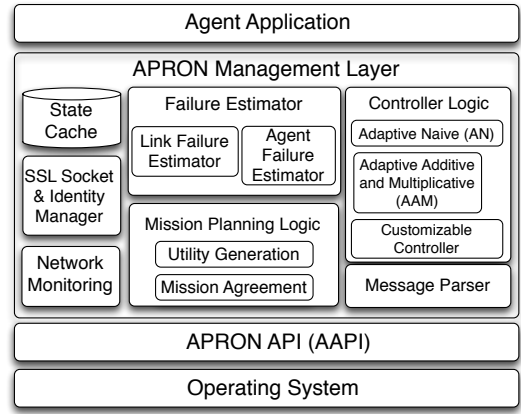 Agent Application
APRON Management Layer
State
Cache
SSL Socket
& Identity
Manager
Network
Monitoring
Failure Estimator
Link Failure
Estimator
Agent
Failure
Estimator
Mission Planning Logic
Utility Generation
Mission Agreement
Controller Logic
Adaptive Naive (AN)
Adaptive Additive
and Multiplicative
(AAM)
Customizable
Controller
Message Parser
APRON API (AAPI)
Operating System